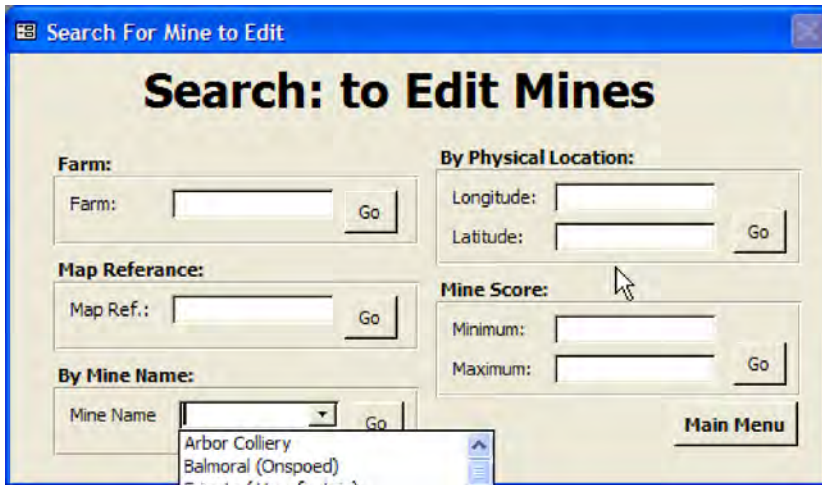 Search For Mine to Edit
Search: to Edit Mines
Farm:
Farm:
Go
Map Referance:
Map Ref.:
Go
By Mine Name:
Mine Name
Go
Arbor Colliery
Balmoral (Onspoed)
By Physical Location:
Longitude:
Latitude:
Go
Mine Score:
Minimum:
Maximum:
Go
Main Menu